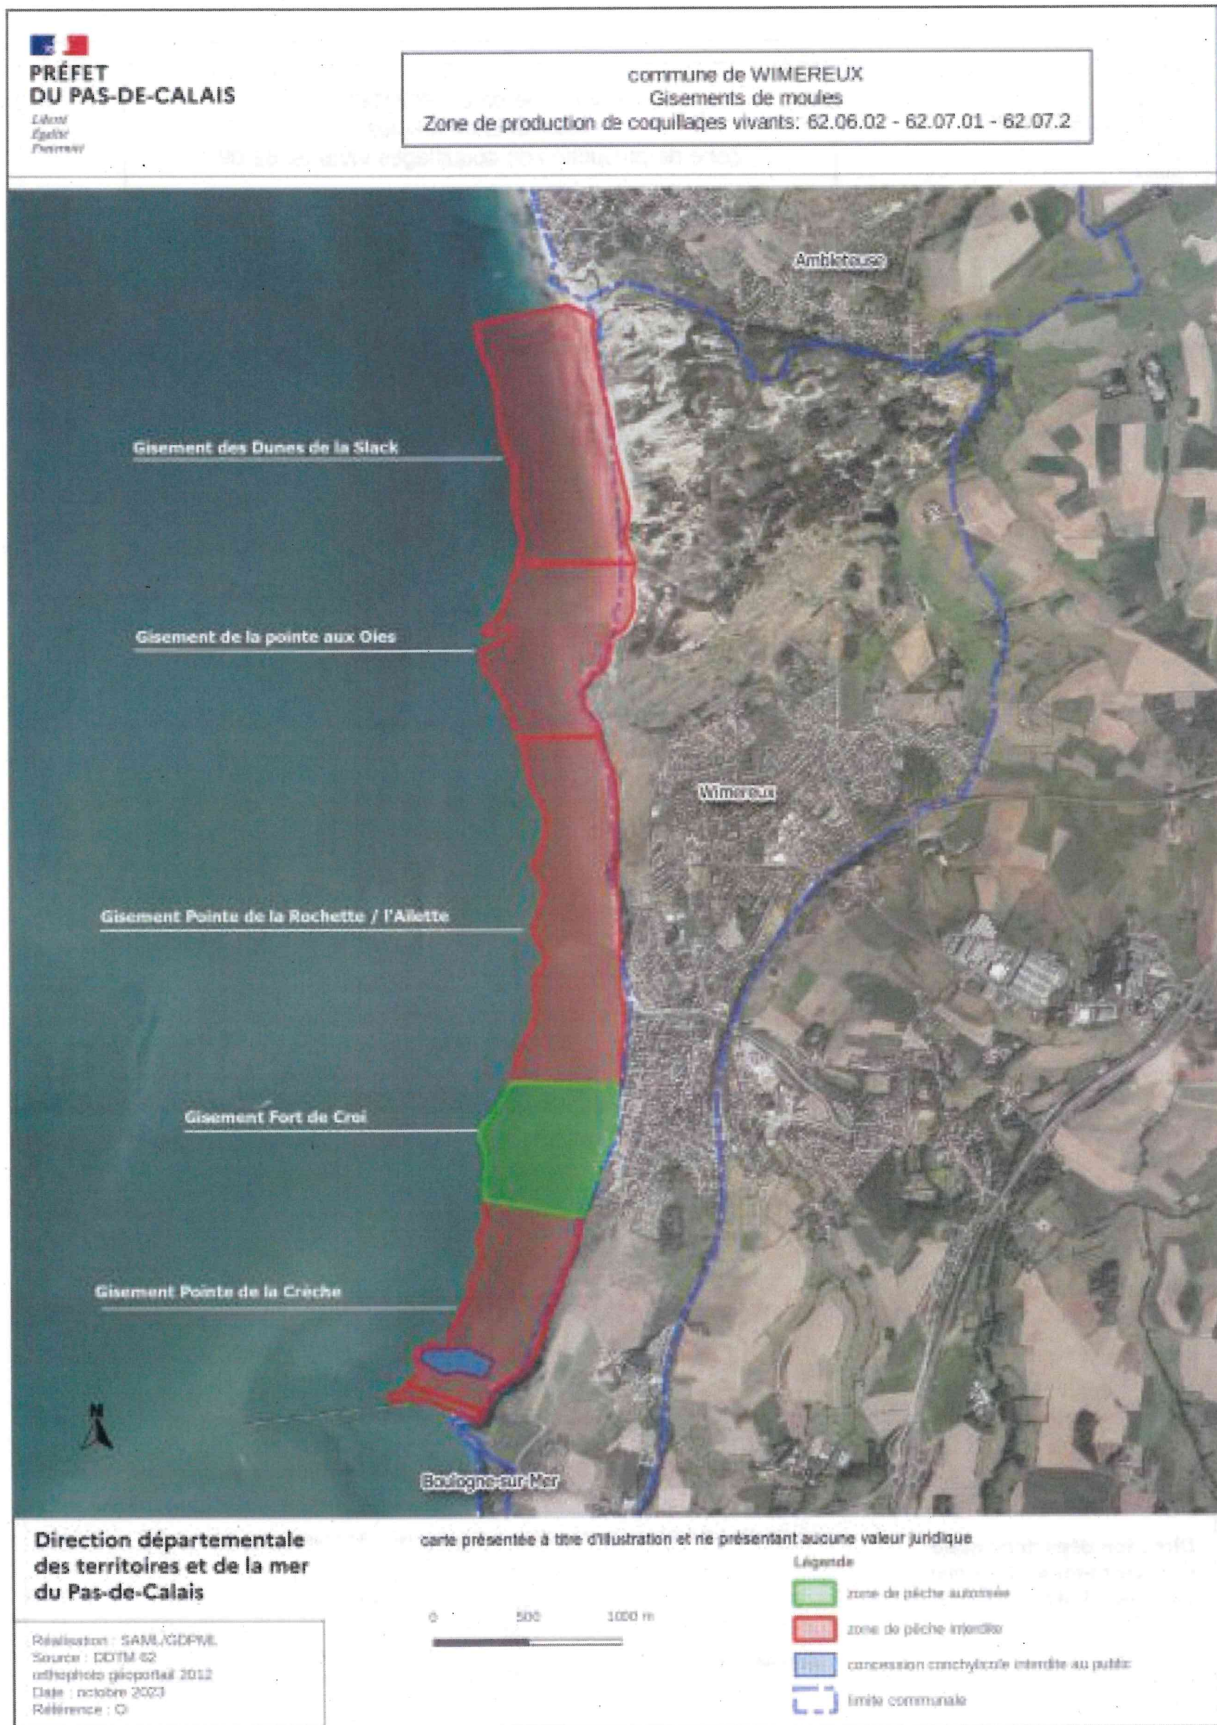 PRÉFET
DU PAS-DE-CALAIS
Liberté
Égalité
Fraternité
commune de WIMEREUX
Gisements de moules
Zone de production de coquillages vivants: 62.06.02 - 62.07.01 - 62.07.2
Ambleteuse
Gisement des Dunes de la Slack
Gisement de la pointe aux Oies
Wimereux
Gisement Pointe de la Rochette / l'Ailette
Gisement Fort de Croi
Gisement Pointe de la Crèche
N
Boulogne-sur-Mer
Direction départementale
des territoires et de la mer
du Pas-de-Calais
carte présentée à titre d'illustration et ne présentant aucune valeur juridique
Légende
zone de pêche autorisée
zone de pêche interdite
concession conchylicole interdite au public
limite communale
0 500 1000 m
Réalisation : SAML/GDPML
Source : DDTM 62
orthophoto géoportail 2012
Date : octobre 2023
Référence : O